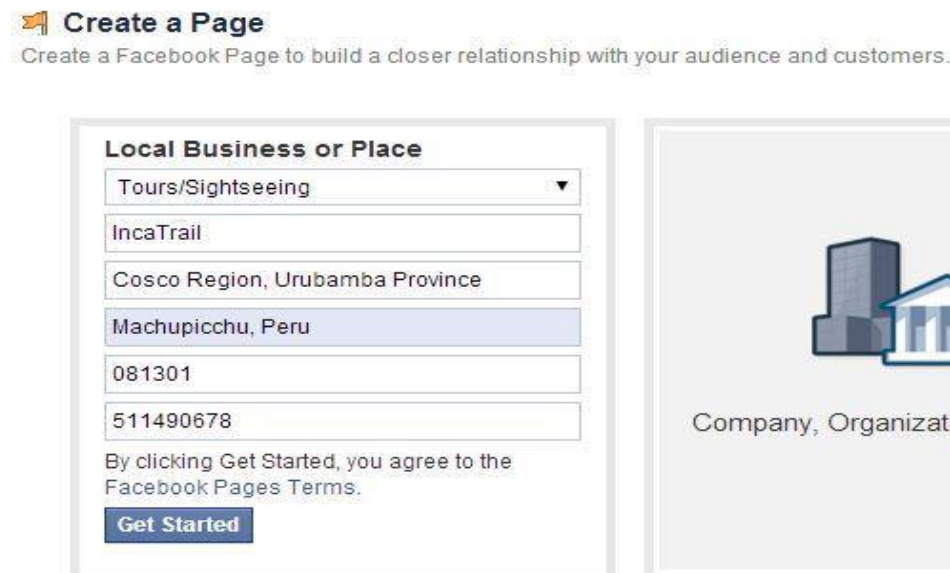 Create a Page
Create a Facebook Page to build a closer relationship with your audience and customers.
Local Business or Place
Tours/Sightseeing
IncaTrail
Cosco Region, Urubamba Province
Machupicchu, Peru
081301
511490678
By clicking Get Started, you agree to the
Facebook Pages Terms.
Get Started
Company,